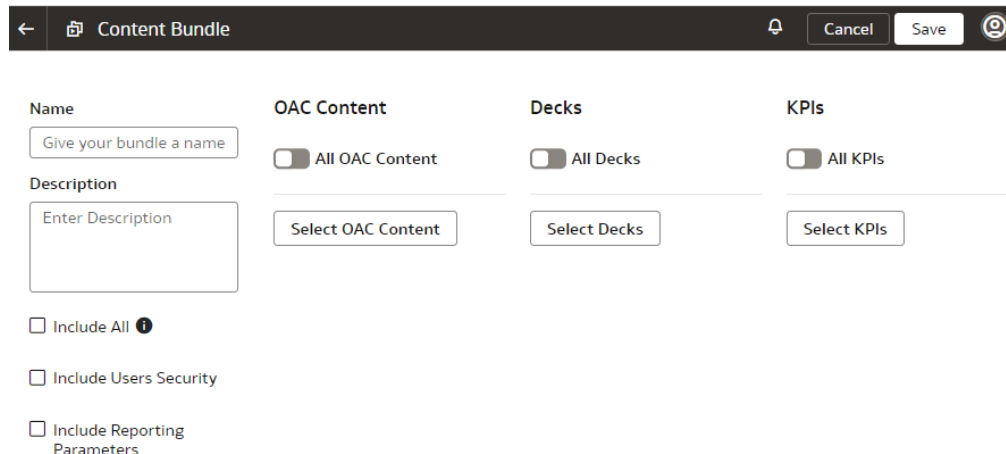 Content Bundle
Cancel
Save
Name
Give your bundle a name
Description
Enter Description
Include All
Include Users Security
Include Reporting
Parameters
OAC Content
All OAC Content
Select OAC Content
Decks
All Decks
Select Decks
KPIs
All KPIs
Select KPIs